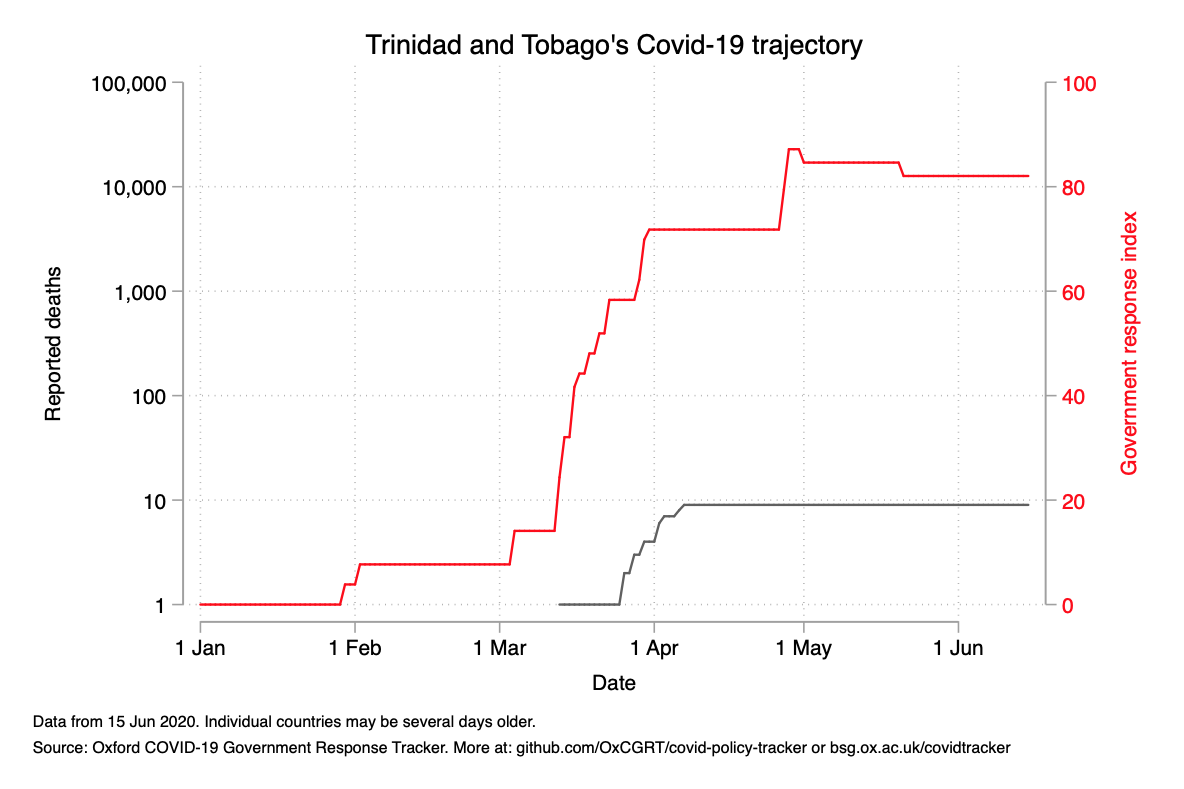 Trinidad and Tobago's Covid-19 trajectory
100,000
10,000
1,000
100
10
1
Reported deaths
100
80
60
40
20
0
Government response index
1 Jan
1 Feb
1 Mar
1 Apr
1 May
1 Jun
Date
Data from 15 Jun 2020. Individual countries may be several days older.
Source: Oxford COVID-19 Government Response Tracker. More at: github.com/OxCGRT/covid-policy-tracker or bsg.ox.ac.uk/covidtracker